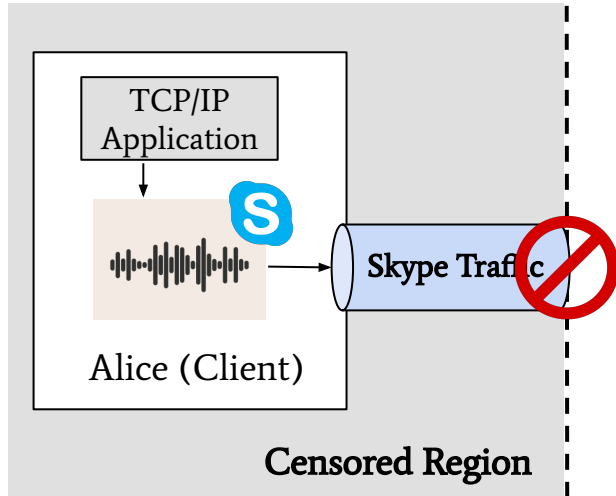 TCP/IP
Application
S
Skype Traffic
Alice (Client)
Censored Region